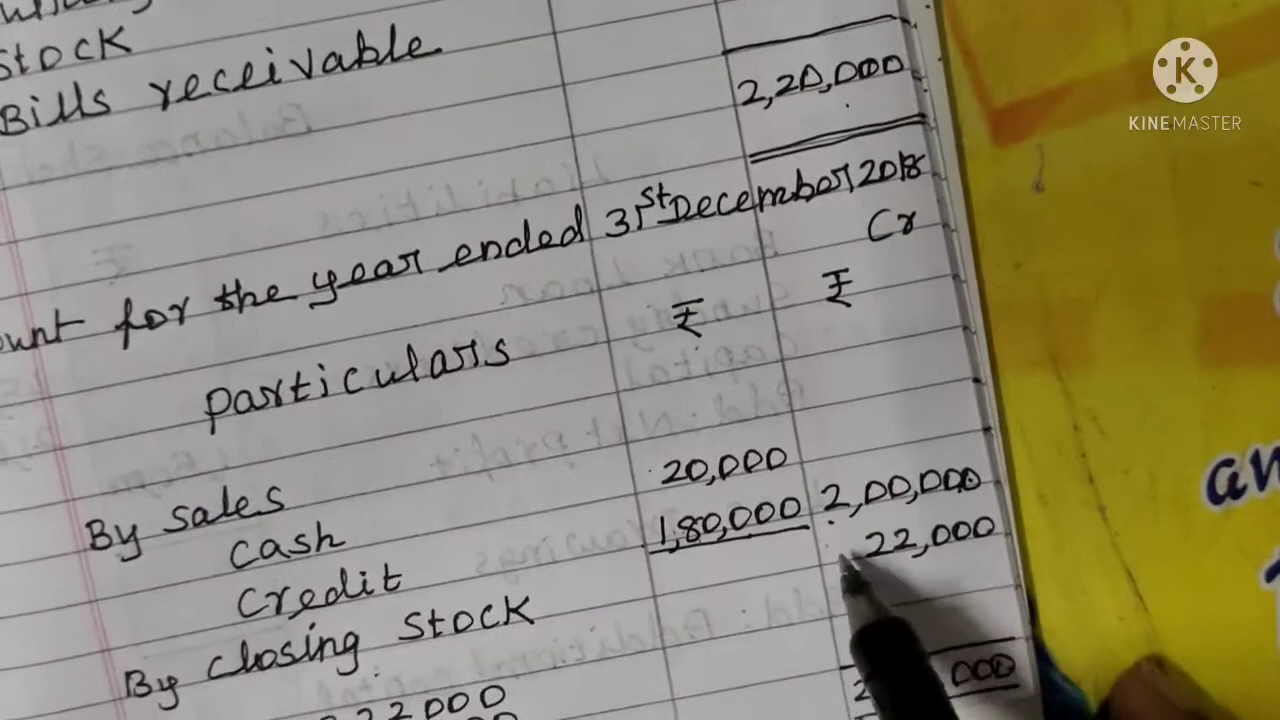 Stock
Bills receivable
2,20,000
for the year ended 31st December, 2018
Cr
Particulars ₹ ₹
By Sales
Cash 20,000
Credit 1,80,000 2,00,000
By Closing Stock 22,000
22000
000
K
KINEMASTER